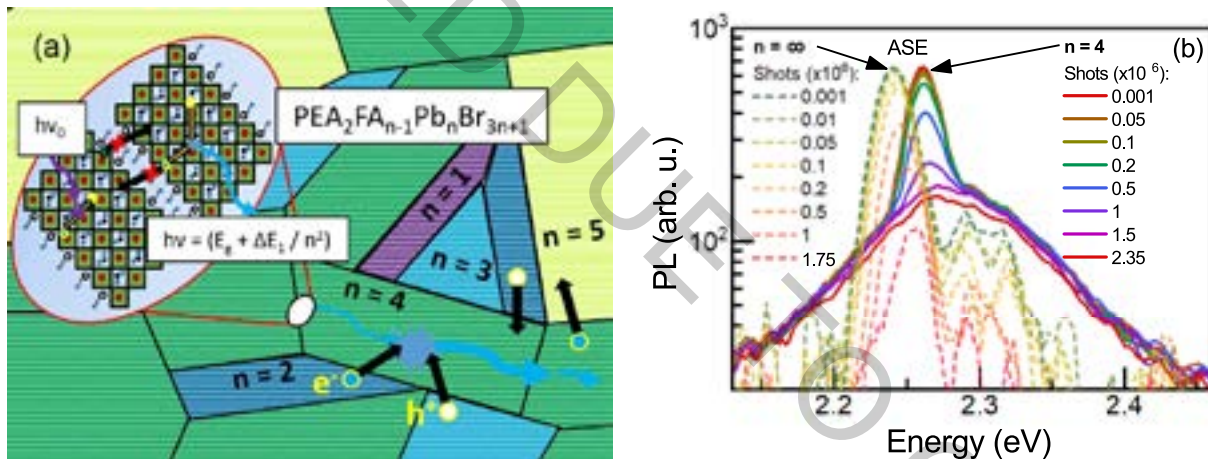 (a)
hν₀
PEA₂FAₙ₋₁PbₙBr₃ₙ₊₁
hν = (E_g + ΔE₁ / n²)
n = 1
n = 5
n = 3
n = 4
n = 2
e⁻
h⁺
(b)
10³
10²
PL (arb. u.)
n = ∞
ASE
n = 4
Shots (x10⁶):
0.001
0.01
0.05
0.1
0.2
0.5
1
1.75
Shots (x10 ⁶):
0.001
0.05
0.1
0.2
0.5
1
1.5
2.35
2.2
2.3
2.4
Energy (eV)
D DUE TO